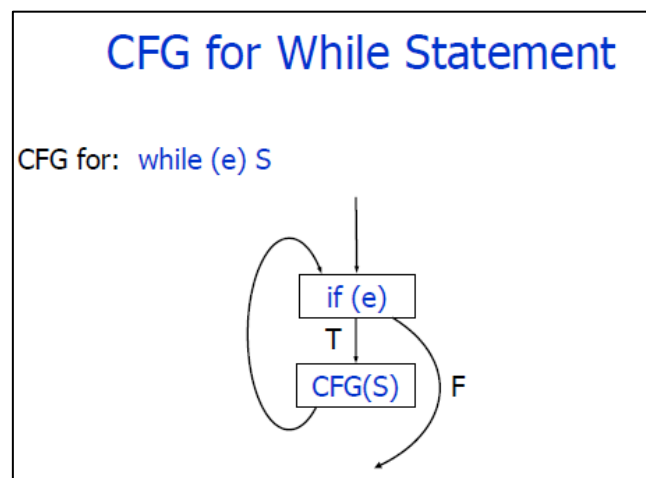 CFG for While Statement
CFG for: while (e) S
if (e)
T
CFG(S)
F